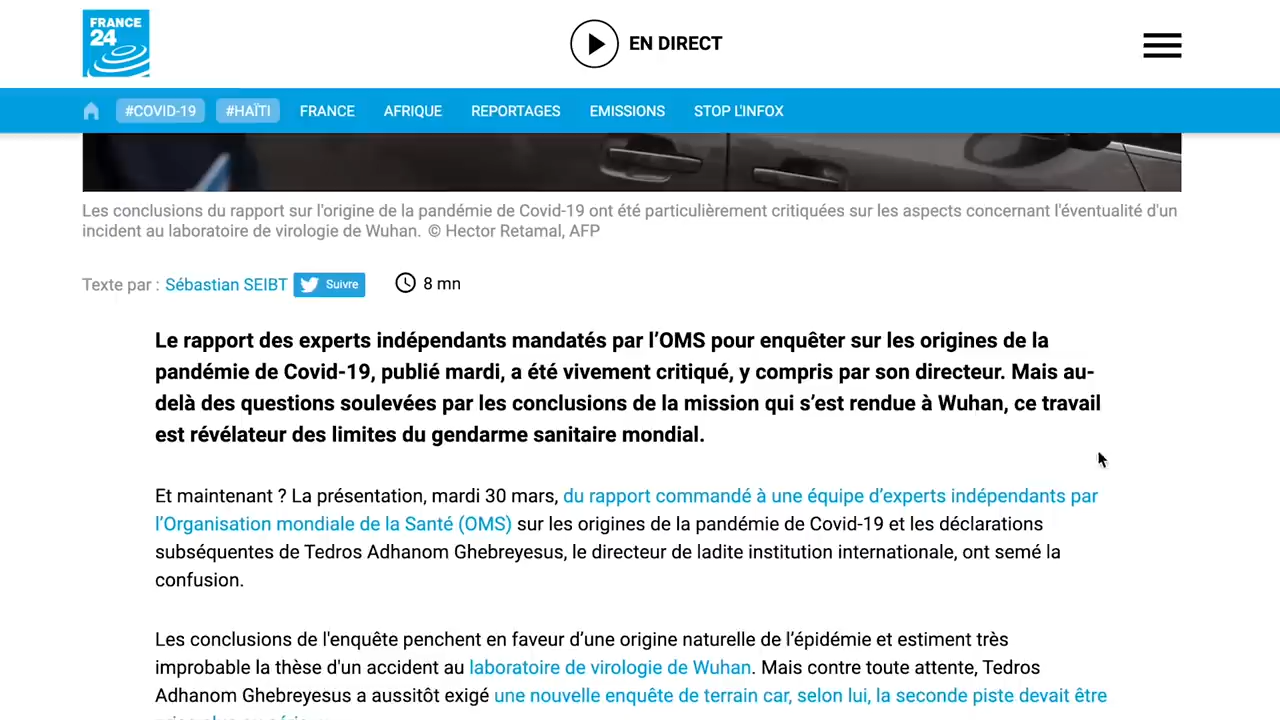 FRANCE
24
EN DIRECT
#COVID-19 #HAÏTI FRANCE AFRIQUE REPORTAGES EMISSIONS STOP L'INFOX
Les conclusions du rapport sur l'origine de la pandémie de Covid-19 ont été particulièrement critiquées sur les aspects concernant l'éventualité d'un
incident au laboratoire de virologie de Wuhan. © Hector Retamal, AFP
Texte par : Sébastian SEIBT Suivre 8 mn
Le rapport des experts indépendants mandatés par l’OMS pour enquêter sur les origines de la
pandémie de Covid-19, publié mardi, a été vivement critiqué, y compris par son directeur. Mais au-
delà des questions soulevées par les conclusions de la mission qui s’est rendue à Wuhan, ce travail
est révélateur des limites du gendarme sanitaire mondial.
Et maintenant ? La présentation, mardi 30 mars, du rapport commandé à une équipe d’experts indépendants par
l’Organisation mondiale de la Santé (OMS) sur les origines de la pandémie de Covid-19 et les déclarations
subséquentes de Tedros Adhanom Ghebreyesus, le directeur de ladite institution internationale, ont semé la
confusion.
Les conclusions de l'enquête penchent en faveur d’une origine naturelle de l’épidémie et estiment très
improbable la thèse d'un accident au laboratoire de virologie de Wuhan. Mais contre toute attente, Tedros
Adhanom Ghebreyesus a aussitôt exigé une nouvelle enquête de terrain car, selon lui, la seconde piste devait être